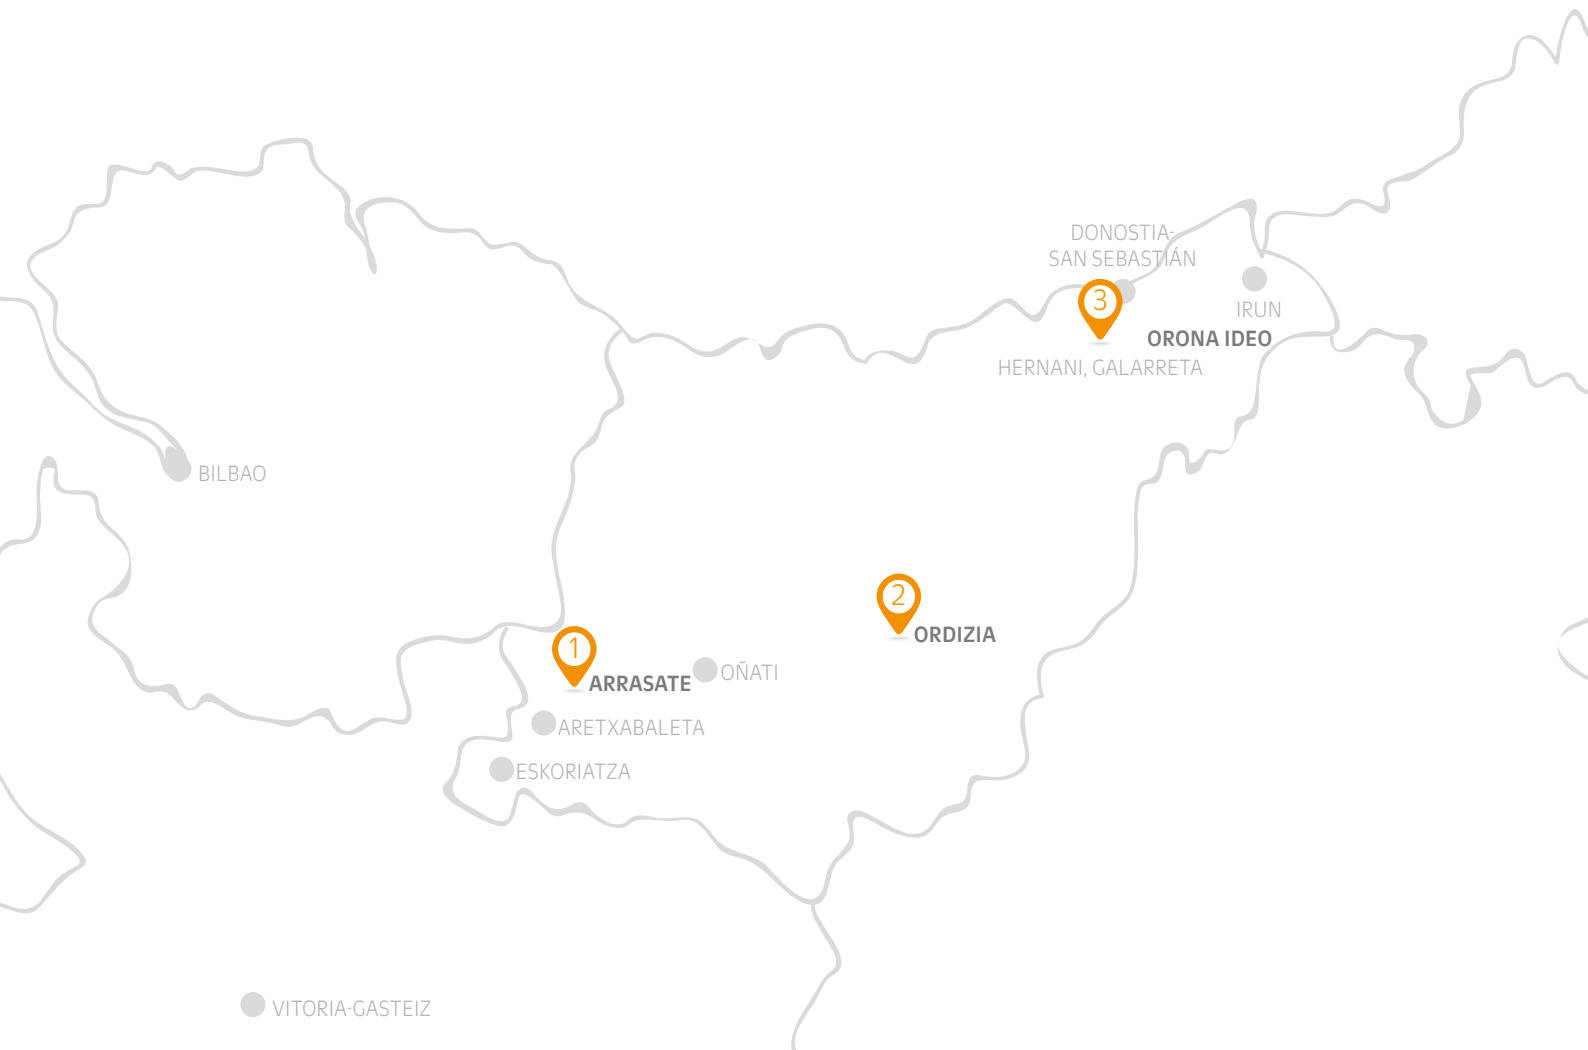 DONOSTIA-
SAN SEBASTIÁN
3
IRUN
ORONA IDEO
HERNANI, GALARRETA
BILBAO
2
ORDIZIA
1
ARRASATE
OÑATI
ARETXABALETA
ESKORIATZA
VITORIA-GASTEIZ